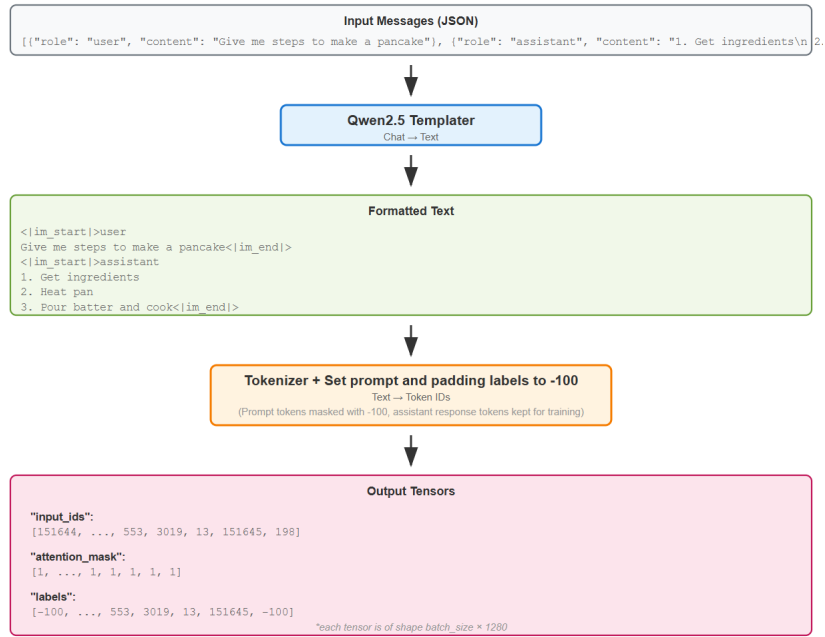 Input Messages (JSON)
[{"role": "user", "content": "Give me steps to make a pancake"}, {"role": "assistant", "content": "1. Get ingredients\n 2.
Qwen2.5 Templater
Chat → Text
Formatted Text
<|im_start|>user
Give me steps to make a pancake<|im_end|>
<|im_start|>assistant
1. Get ingredients
2. Heat pan
3. Pour batter and cook<|im_end|>
Tokenizer + Set prompt and padding labels to -100
Text → Token IDs
(Prompt tokens masked with -100, assistant response tokens kept for training)
Output Tensors
"input_ids":
[151644, ..., 553, 3019, 13, 151645, 198]
"attention_mask":
[1, ..., 1, 1, 1, 1, 1]
"labels":
[−100, ..., 553, 3019, 13, 151645, −100]
*each tensor is of shape batch_size × 1280